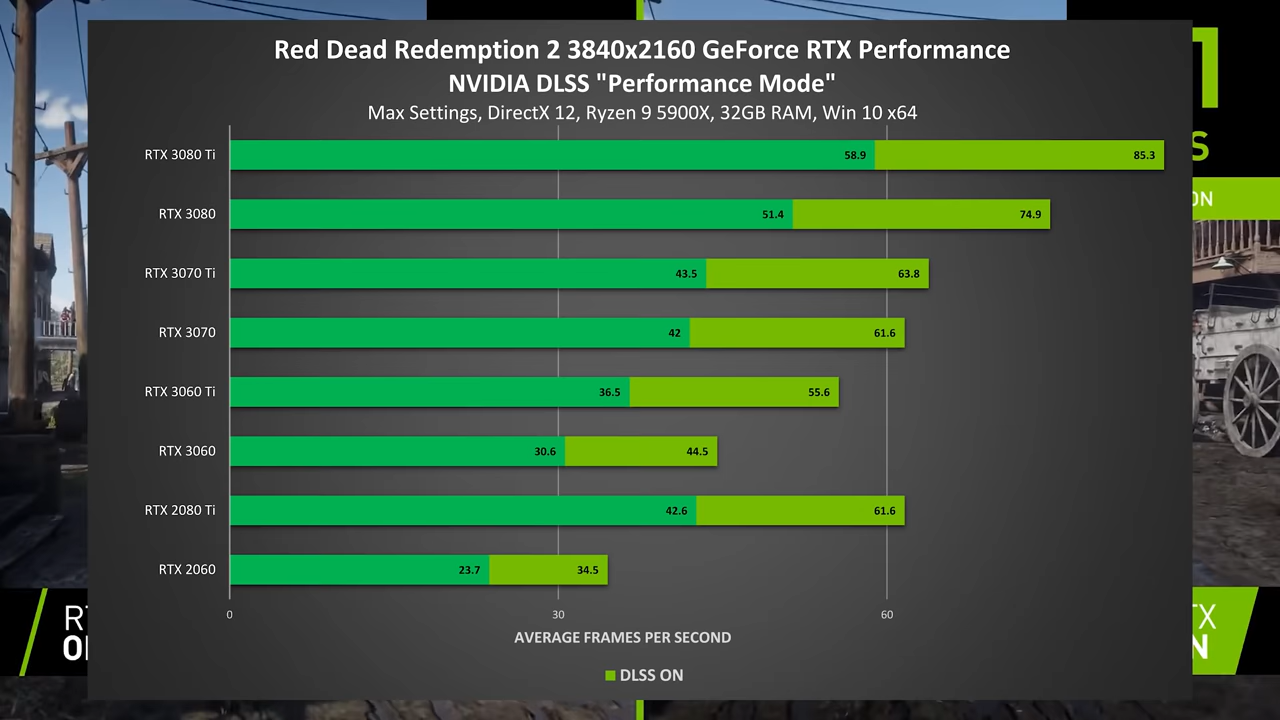 Red Dead Redemption 2 3840x2160 GeForce RTX Performance
NVIDIA DLSS "Performance Mode"
Max Settings, DirectX 12, Ryzen 9 5900X, 32GB RAM, Win 10 x64
RTX 3080 Ti 58.9 85.3
RTX 3080 51.4 74.9
RTX 3070 Ti 43.5 63.8
RTX 3070 42 61.6
RTX 3060 Ti 36.5 55.6
RTX 3060 30.6 44.5
RTX 2080 Ti 42.6 61.6
RTX 2060 23.7 34.5
0 30 60
AVERAGE FRAMES PER SECOND
DLSS ON